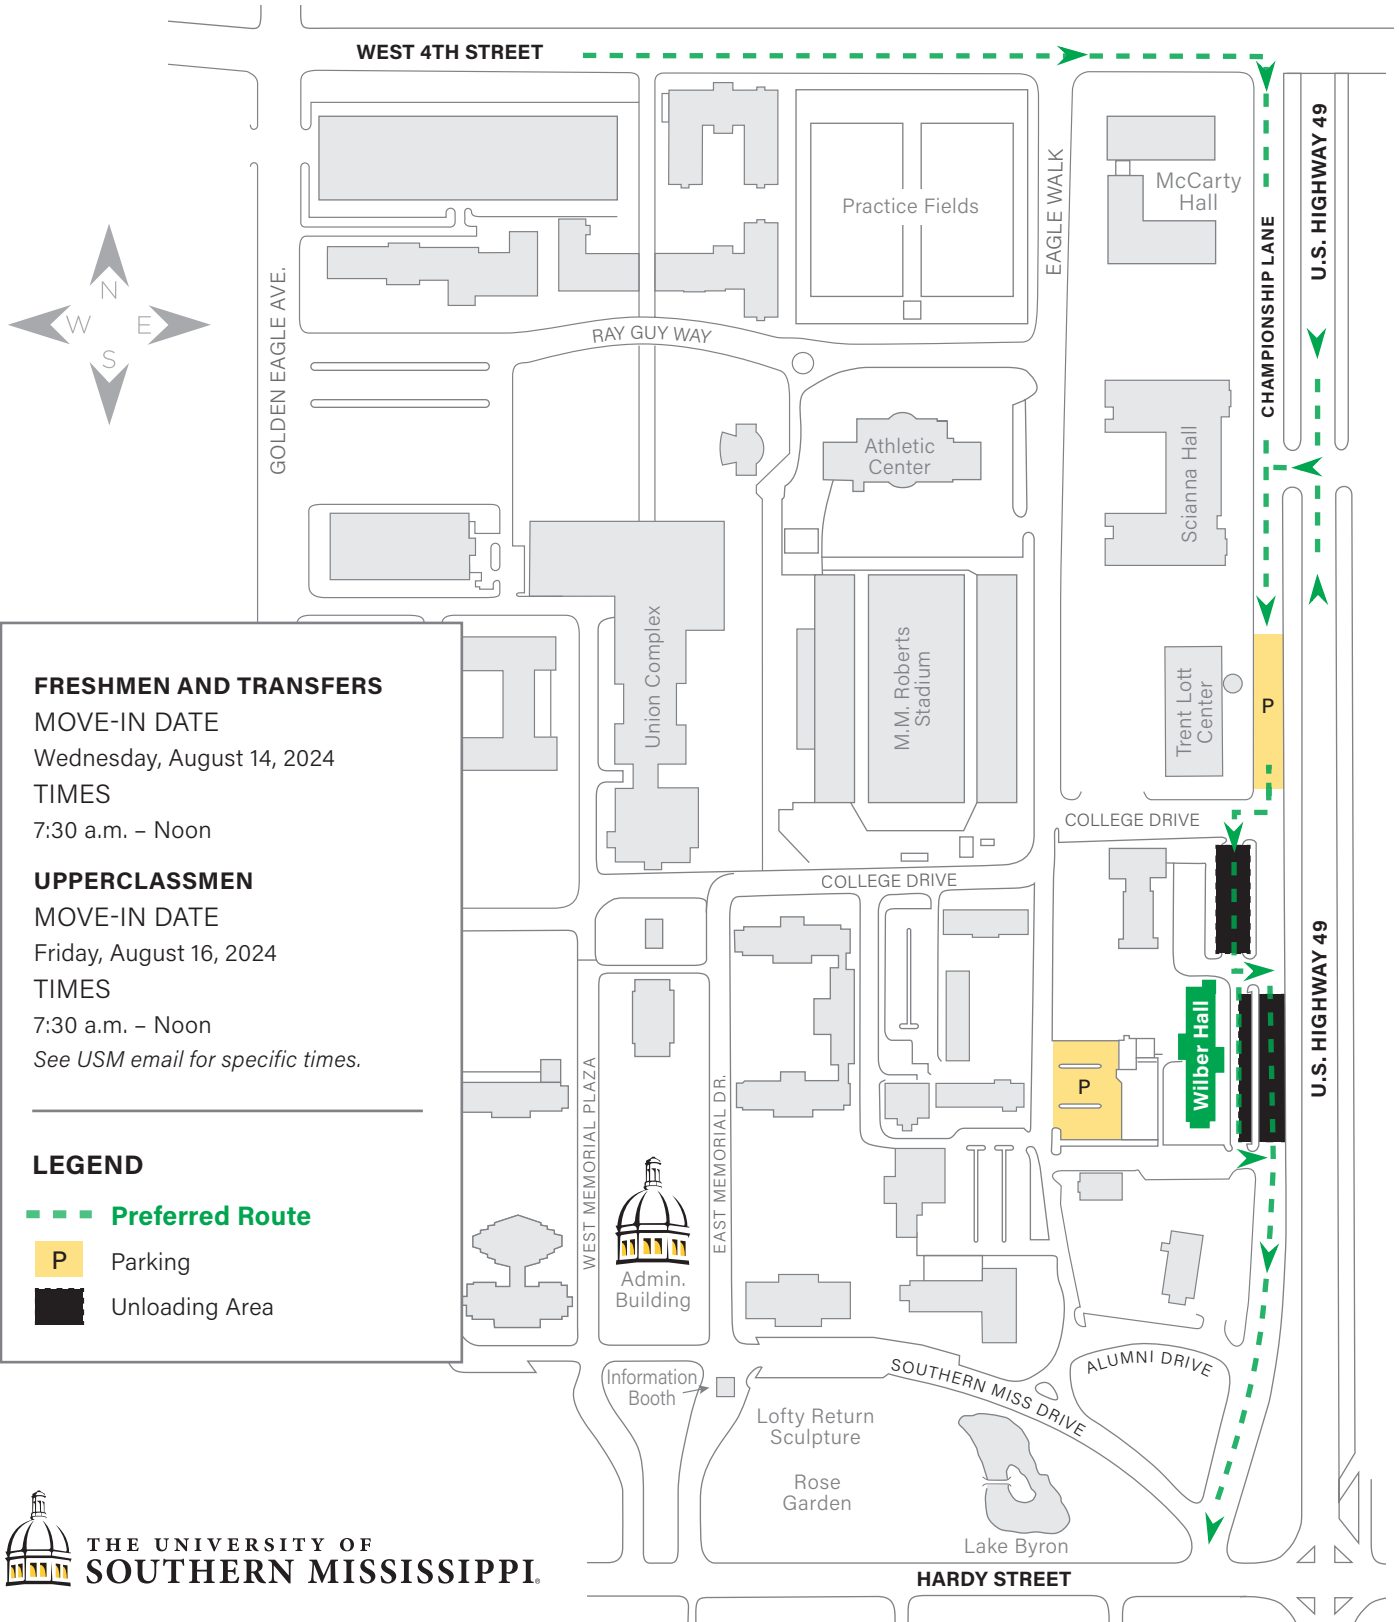 WEST 4TH STREET
U.S. HIGHWAY 49
EAGLE WALK
McCarty
Hall
Practice Fields
CHAMPIONSHIP LANE
N
W E
S
GOLDEN EAGLE AVE.
RAY GUY WAY
Athletic
Center
Scianna Hall
Union Complex
M.M. Roberts
Stadium
Trent Lott
Center
P
COLLEGE DRIVE
COLLEGE DRIVE
FRESHMEN AND TRANSFERS
MOVE-IN DATE
Wednesday, August 14, 2024
TIMES
7:30 a.m. – Noon
UPPERCLASSMEN
MOVE-IN DATE
Friday, August 16, 2024
TIMES
7:30 a.m. – Noon
See USM email for specific times.
LEGEND
Preferred Route
P Parking
Unloading Area
U.S. HIGHWAY 49
Wilber Hall
P
WEST MEMORIAL PLAZA
EAST MEMORIAL DR.
Admin.
Building
Information
Booth
SOUTHERN MISS DRIVE
ALUMNI DRIVE
Lofty Return
Sculpture
Rose
Garden
Lake Byron
THE UNIVERSITY OF
SOUTHERN MISSISSIPPI®
HARDY STREET